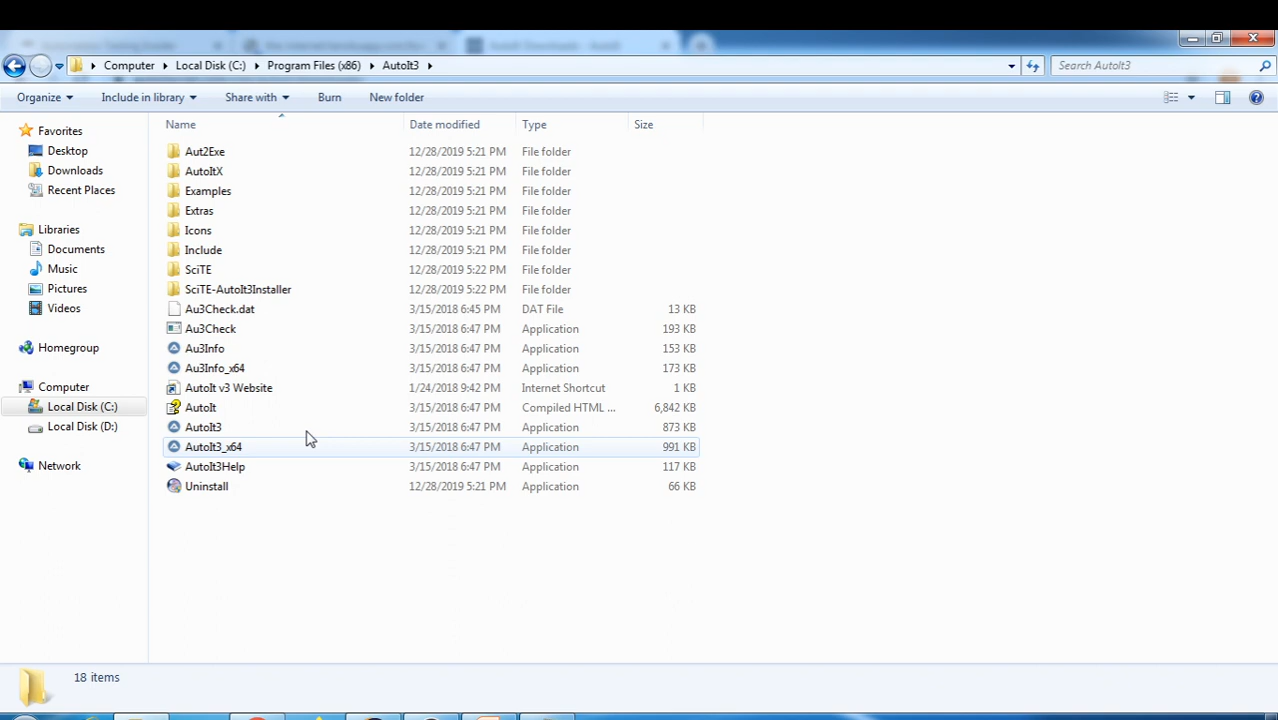 Computer Local Disk (C:) Program Files (x86) AutoIt3 Search AutoIt3
Organize Include in library Share with Burn New folder
Favorites
Desktop
Downloads
Recent Places
Libraries
Documents
Music
Pictures
Videos
Homegroup
Computer
Local Disk (C:)
Local Disk (D:)
Network
Name Date modified Type Size
Aut2Exe 12/28/2019 5:21 PM File folder
AutoItX 12/28/2019 5:21 PM File folder
Examples 12/28/2019 5:21 PM File folder
Extras 12/28/2019 5:21 PM File folder
Icons 12/28/2019 5:21 PM File folder
Include 12/28/2019 5:21 PM File folder
SciTE 12/28/2019 5:22 PM File folder
SciTE-AutoIt3Installer 12/28/2019 5:22 PM File folder
Au3Check.dat 3/15/2018 6:45 PM DAT File 13 KB
Au3Check 3/15/2018 6:47 PM Application 193 KB
Au3Info 3/15/2018 6:47 PM Application 153 KB
Au3Info_x64 3/15/2018 6:47 PM Application 173 KB
AutoIt v3 Website 1/24/2018 9:42 PM Internet Shortcut 1 KB
AutoIt 3/15/2018 6:47 PM Compiled HTML ... 6,842 KB
AutoIt3 3/15/2018 6:47 PM Application 873 KB
AutoIt3_x64 3/15/2018 6:47 PM Application 991 KB
AutoIt3Help 3/15/2018 6:47 PM Application 117 KB
Uninstall 12/28/2019 5:21 PM Application 66 KB
18 items